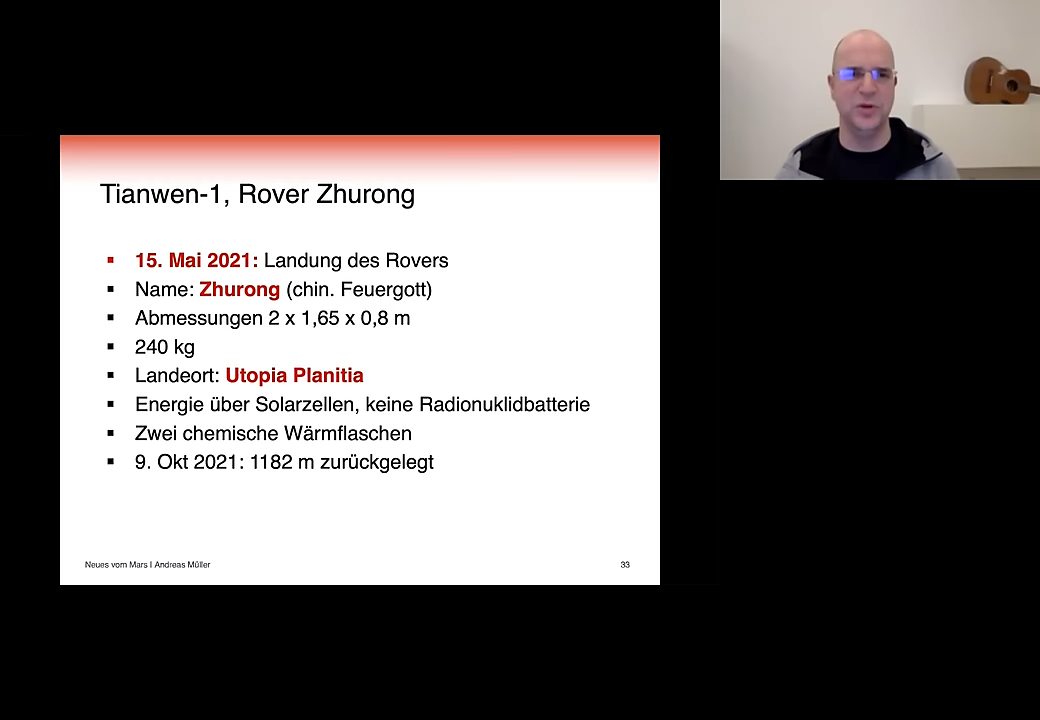 Tianwen-1, Rover Zhurong
▪ 15. Mai 2021: Landung des Rovers
▪ Name: Zhurong (chin. Feuergott)
▪ Abmessungen 2 x 1,65 x 0,8 m
▪ 240 kg
▪ Landeort: Utopia Planitia
▪ Energie über Solarzellen, keine Radionuklidbatterie
▪ Zwei chemische Wärmflaschen
▪ 9. Okt 2021: 1182 m zurückgelegt
Neues vom Mars I Andreas Müller
33